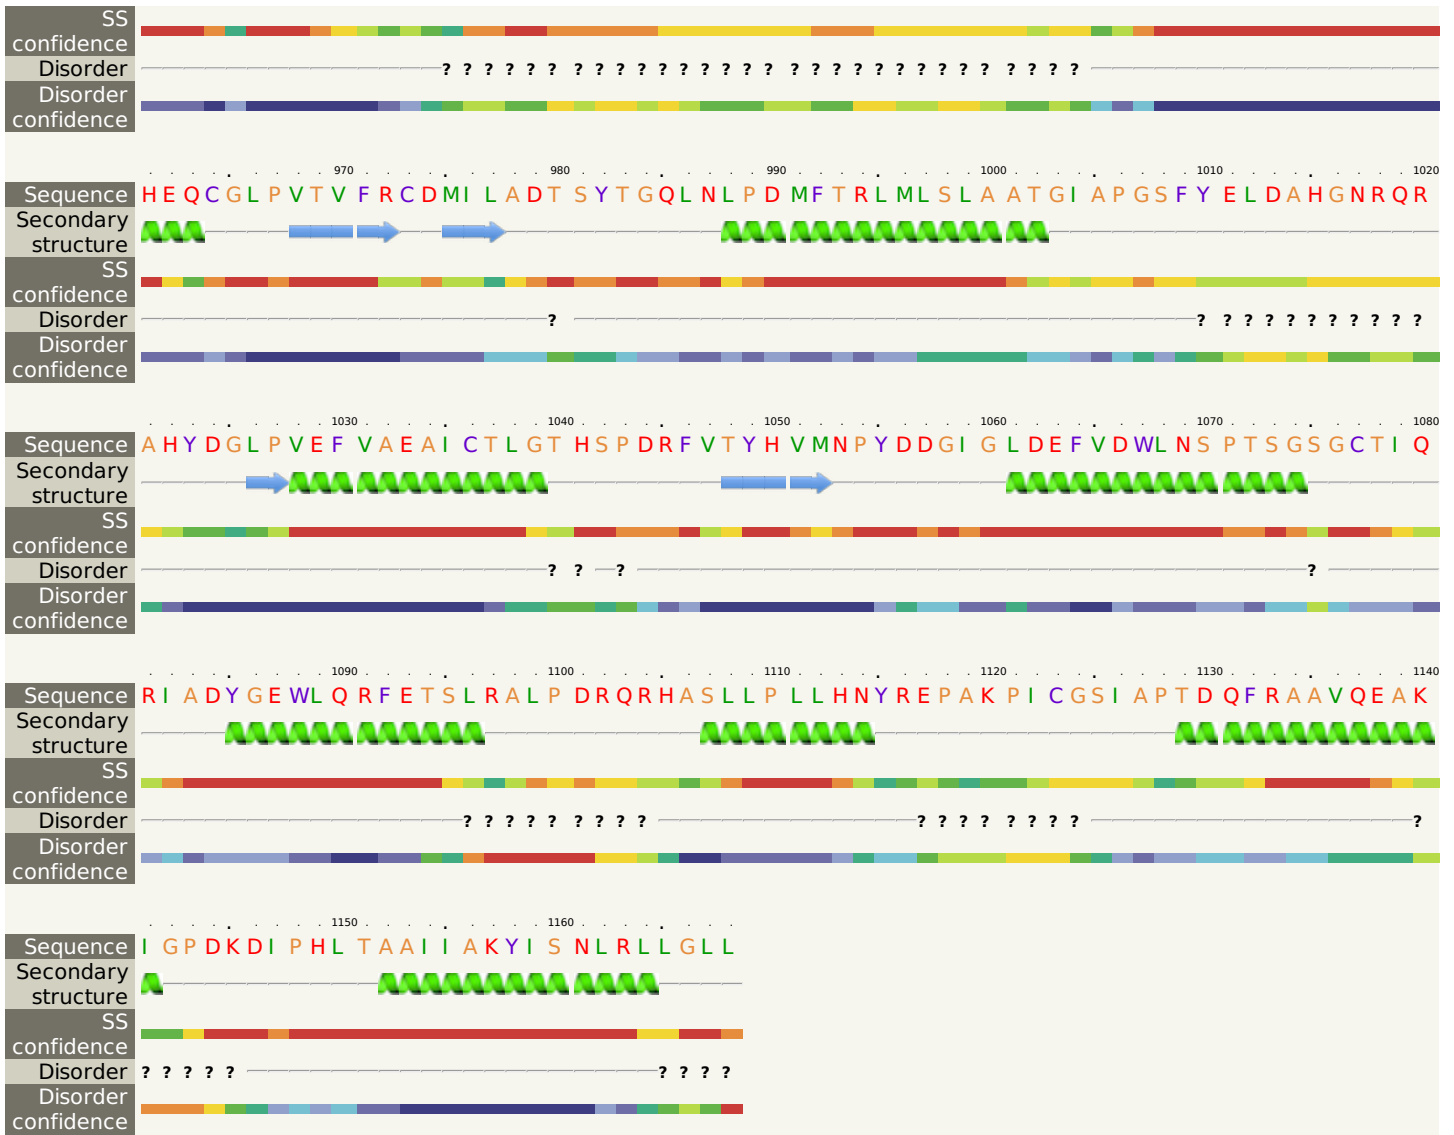 SS
confidence
Disorder ? ? ? ? ? ? ? ? ? ? ? ? ? ? ? ? ? ? ? ? ? ? ? ? ? ? ? ? ? ?
Disorder
confidence
970 980 990 1000 1010 1020
Sequence H E Q C G L P V T V F R C D M I L A D T S Y T G Q L N L P D M F T R L M L S L A A T G I A P G S F Y E L D A H G N R Q R
Secondary
structure
SS
confidence
Disorder ? ? ? ? ? ? ? ? ? ? ? ?
Disorder
confidence
1030 1040 1050 1060 1070 1080
Sequence A H Y D G L P V E F V A E A I C T L G T H S P D R F V T Y H V M N P Y D D G I G L D E F V D W L N S P T S G S G C T I Q
Secondary
structure
SS
confidence
Disorder ? ? ? ?
Disorder
confidence
1090 1100 1110 1120 1130 1140
Sequence R I A D Y G E W L Q R F E T S L R A L P D R Q R H A S L L P L L H N Y R E P A K P I C G S I A P T D Q F R A A V Q E A K
Secondary
structure
SS
confidence
Disorder ? ? ? ? ? ? ? ? ? ? ? ? ? ? ? ? ? ?
Disorder
confidence
1150 1160
Sequence I G P D K D I P H L T A A I I A K Y I S N L R L L G L L
Secondary
structure
SS
confidence
Disorder ? ? ? ? ? ? ? ? ?
Disorder
confidence